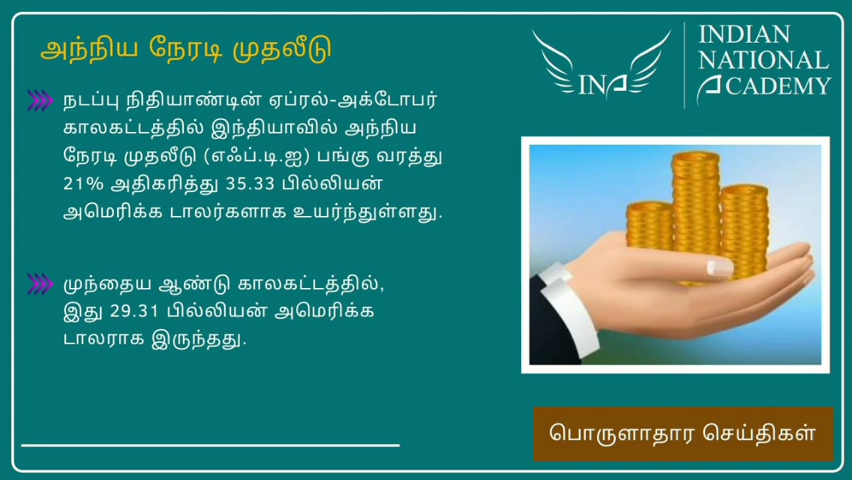 அந்நிய நேரடி முதலீடு
நடப்பு நிதியாண்டின் ஏப்ரல்-அக்டோபர்
காலகட்டத்தில் இந்தியாவில் அந்நிய
நேரடி முதலீடு (எஃப்.டி.ஐ) பங்கு வரத்து
21% அதிகரித்து 35.33 பில்லியன்
அமெரிக்க டாலர்களாக உயர்ந்துள்ளது.
முந்தைய ஆண்டு காலகட்டத்தில்,
இது 29.31 பில்லியன் அமெரிக்க
டாலராக இருந்தது.
INA
INDIAN
NATIONAL
ACADEMY
பொருளாதார செய்திகள்